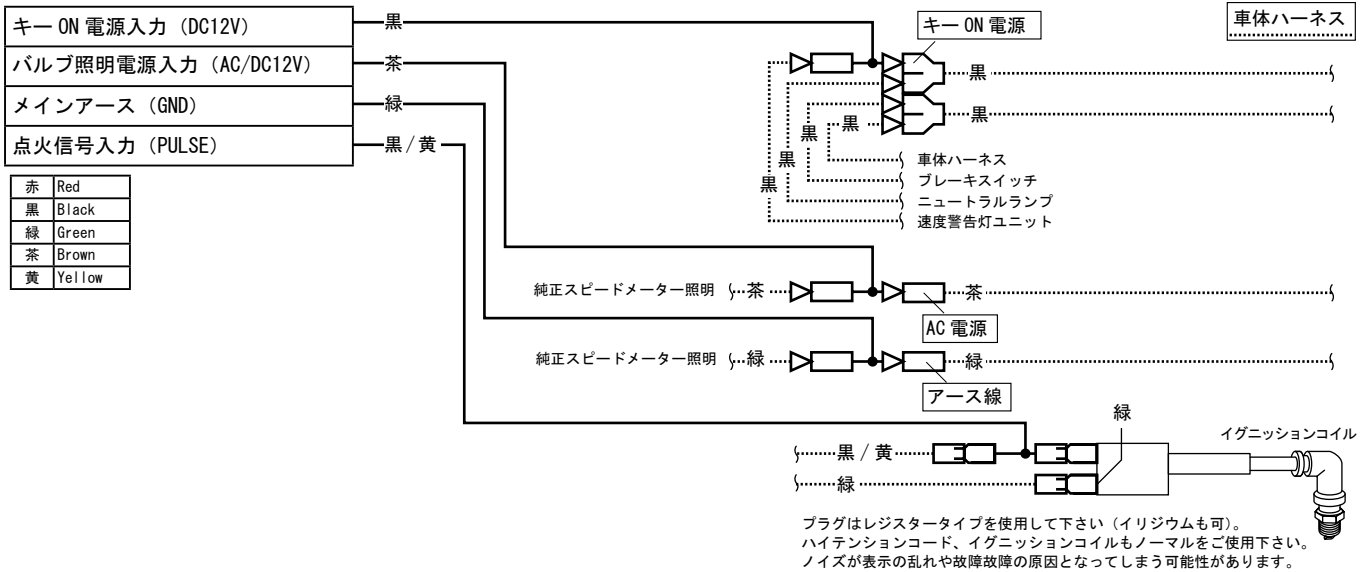 キー ON 電源入力（DC12V）
黒
バルブ照明電源入力（AC/DC12V）
茶
メインアース（GND）
緑
点火信号入力（PULSE）
黒/黄
赤 Red
黒 Black
緑 Green
茶 Brown
黄 Yellow
キー ON 電源
車体ハーネス
黒
黒
黒
黒
黒
黒
車体ハーネス
ブレーキスイッチ
ニュートラルランプ
速度警告灯ユニット
純正スピードメーター照明
茶
茶
AC 電源
純正スピードメーター照明
緑
緑
アース線
緑
イグニッションコイル
黒 / 黄
緑
プラグはレジスタータイプを使用して下さい（イリジウムも可）。
ハイテンションコード、イグニッションコイルもノーマルをご使用下さい。
ノイズが表示の乱れや故障故障の原因となってしまう可能性があります。